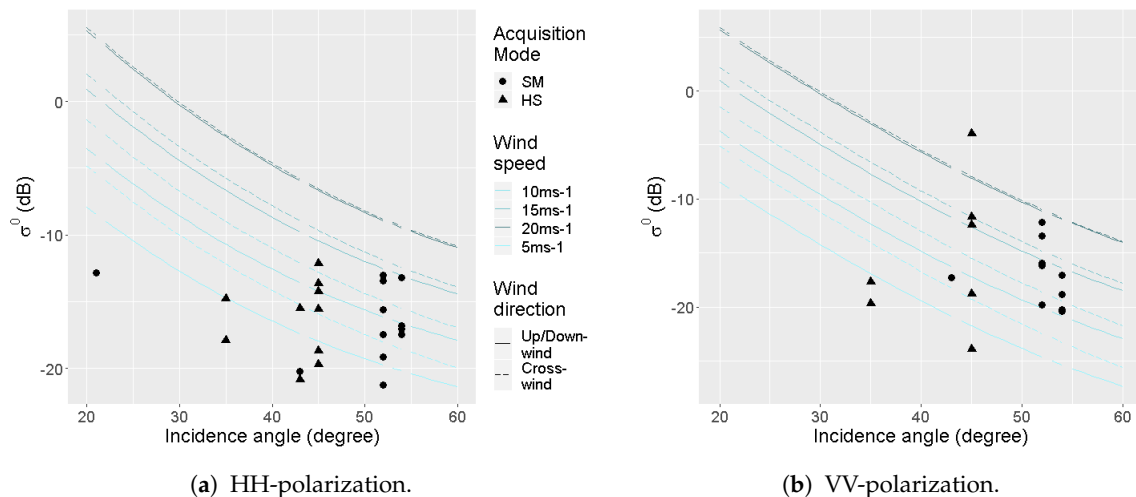 0
-10
-20
σ⁰ (dB)
20 30 40 50 60
Incidence angle (degree)
Acquisition
Mode
SM
HS
Wind
speed
10ms-1
15ms-1
20ms-1
5ms-1
Wind
direction
Up/Down-
wind
Cross-
wind
(a) HH-polarization.
0
-10
-20
σ⁰ (dB)
20 30 40 50 60
Incidence angle (degree)
(b) VV-polarization.